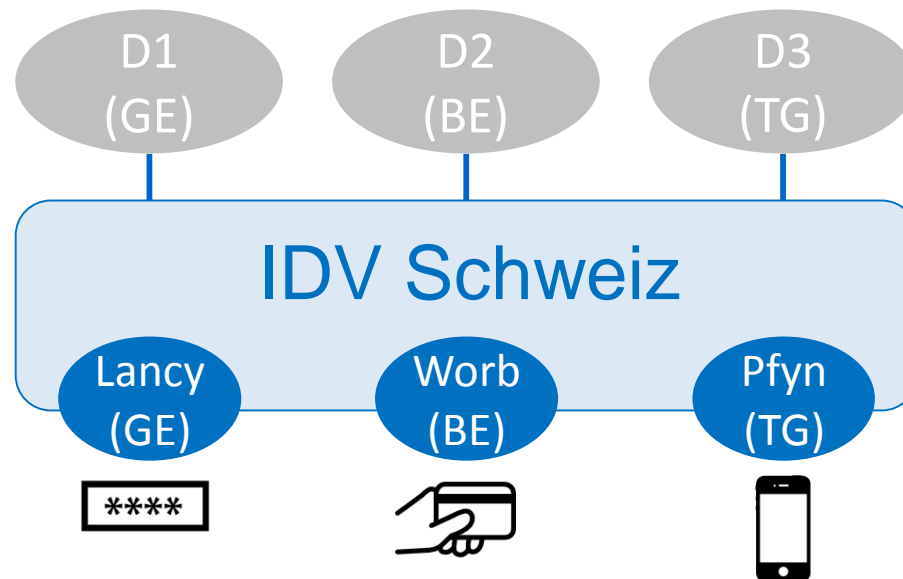 D1
(GE)
D2
(BE)
D3
(TG)
IDV Schweiz
Lancy
(GE)
Worb
(BE)
Pfyn
(TG)
****